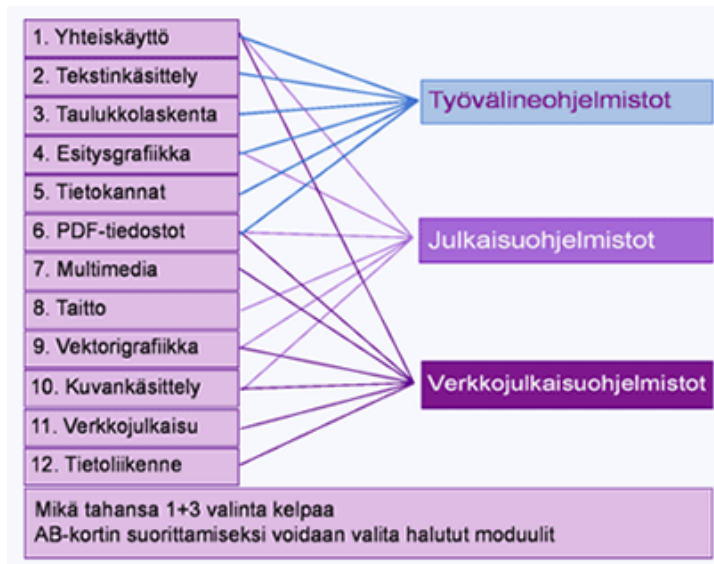 1. Yhteiskäyttö
2. Tekstinkäsittely
3. Taulukkolaskenta
4. Esitysgrafiikka
5. Tietokannat
6. PDF-tiedostot
7. Multimedia
8. Taitto
9. Vektorigrafiikka
10. Kuvankäsittely
11. Verkkojulkaisu
12. Tietoliikenne
Työvälineohjelmistot
Julkaisuohjelmistot
Verkkojulkaisuohjelmistot
Mikä tahansa 1+3 valinta kelpaa
AB-kortin suorittamiseksi voidaan valita halutut moduulit